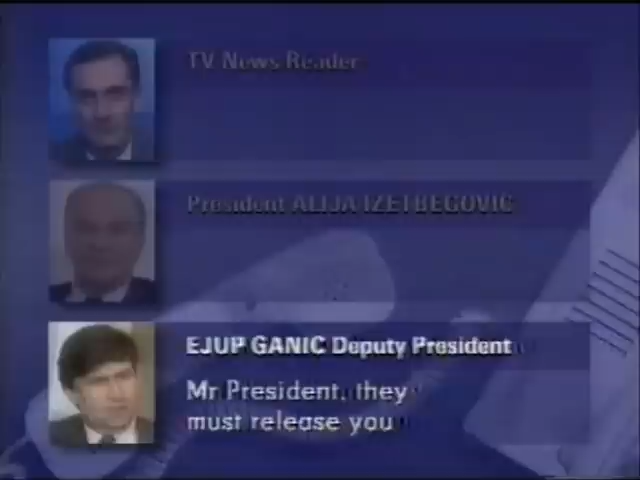 TV News Reader
President ALIJA IZETBEGOVIC
EJUP GANIC Deputy President
Mr President, they
must release you